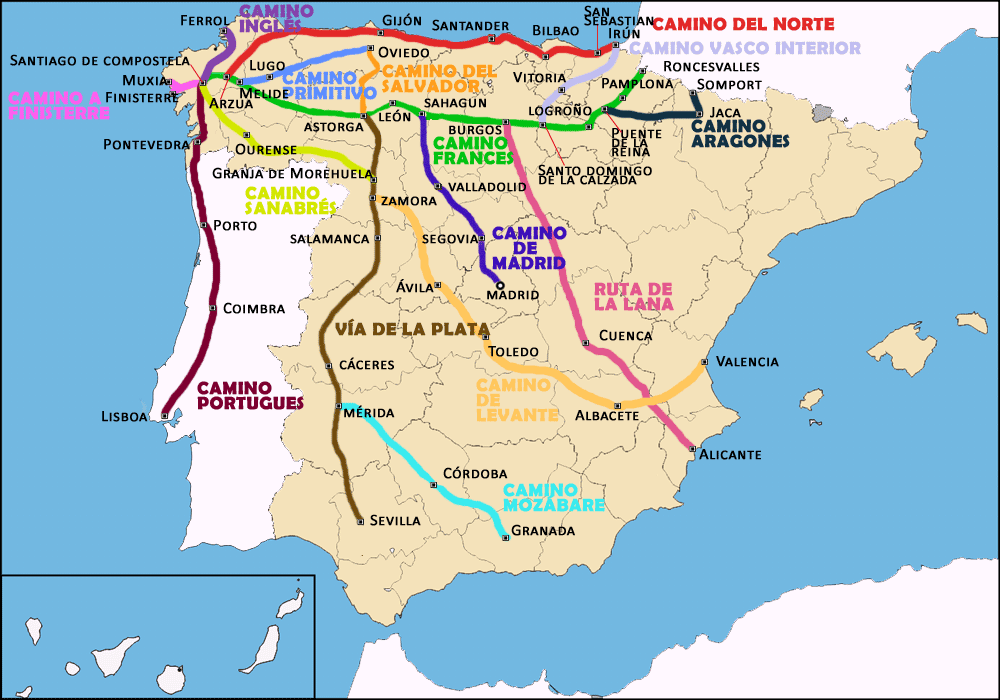 FERROL
CAMINO
INGLÉS
GIJÓN
SANTANDER
BILBAO
SAN
SEBASTIAN
IRÚN
CAMINO DEL NORTE
CAMINO VASCO INTERIOR
SANTIAGO DE COMPOSTELA
OVIEDO
LUGO
CAMINO DEL
SALVADOR
RONCESVALLES
MUXIA
CAMINO
PRIMITIVO
VITORIA
PAMPLONA
SOMPORT
CAMINO A
FINISTERRE
FINISTERRE
ARZUA
MELIDE
SAHAGUN
LEÓN
LOGROÑO
JACA
ASTORGA
BURGOS
CAMINO
ARAGONES
PONTEVEDRA
OURENSE
CAMINO
FRANCES
PUENTE
DE LA
REINA
GRANJA DE MOREHUELA
SANTO DOMINGO
DE LA CALZADA
CAMINO
SANABRÉS
VALLADOLID
ZAMORA
PORTO
SALAMANCA
SEGOVIA
CAMINO
DE
MADRID
ÁVILA
MADRID
RUTA DE
LA LANA
COIMBRA
VÍA DE LA PLATA
CUENCA
TOLEDO
CÁCERES
VALENCIA
CAMINO
PORTUGUES
CAMINO
DE
LEVANTE
LISBOA
MÉRIDA
ALBACETE
ALICANTE
CÓRDOBA
CAMINO
MOZABARE
SEVILLA
GRANADA